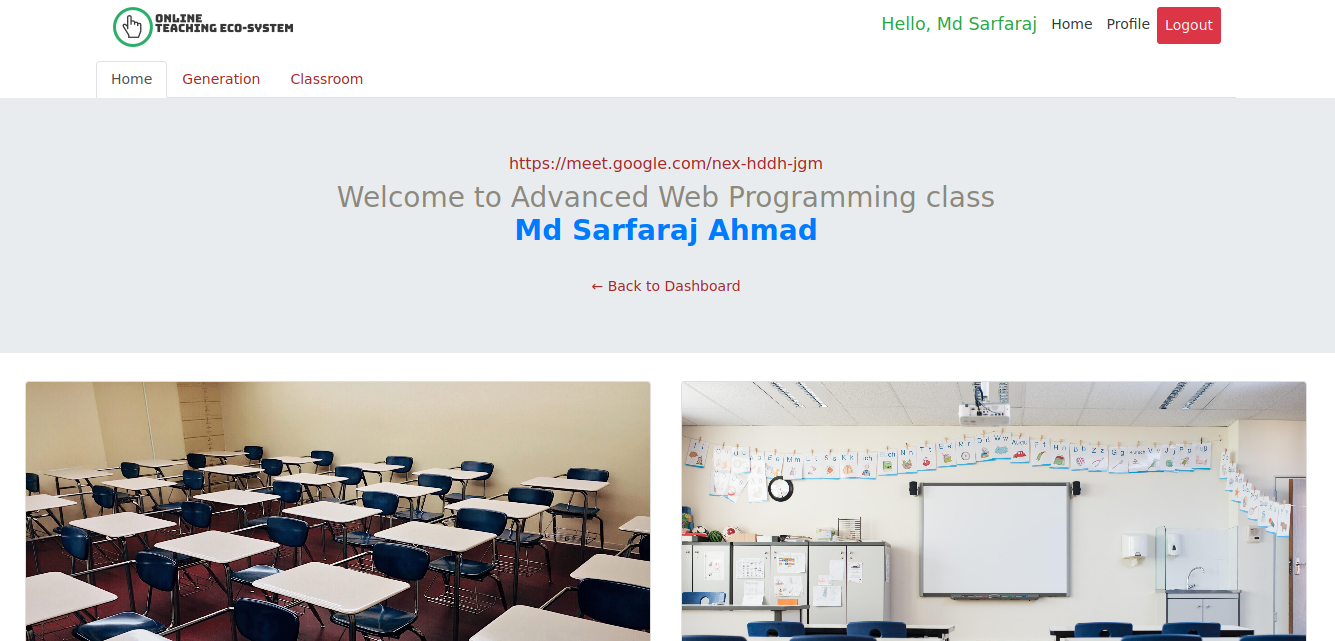 ONLINE
TEACHING ECO-SYSTEM
Hello, Md Sarfaraj Home Profile Logout
Home Generation Classroom
https://meet.google.com/nex-hddh-jgm
Welcome to Advanced Web Programming class
Md Sarfaraj Ahmad
← Back to Dashboard